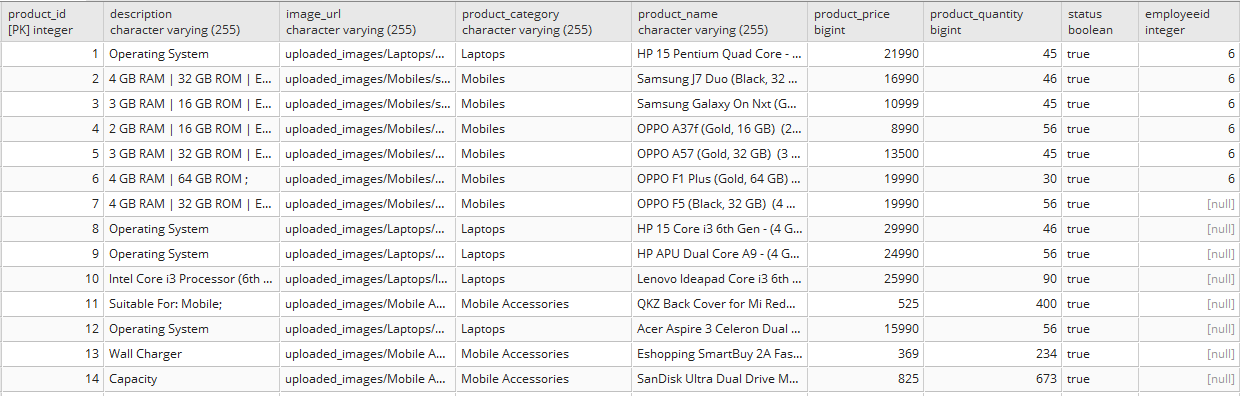 product_id description image_url product_category product_name product_price product_quantity status employeeid
[PK] integer character varying (255) character varying (255) character varying (255) character varying (255) bigint bigint boolean integer
1 Operating System uploaded_images/Laptops/... Laptops HP 15 Pentium Quad Core - ... 21990 45 true 6
2 4 GB RAM | 32 GB ROM | E... uploaded_images/Mobiles/s... Mobiles Samsung J7 Duo (Black, 32 ... 16990 46 true 6
3 3 GB RAM | 16 GB ROM | E... uploaded_images/Mobiles/s... Mobiles Samsung Galaxy On Nxt (G... 10999 45 true 6
4 2 GB RAM | 16 GB ROM | E... uploaded_images/Mobiles/... Mobiles OPPO A37f (Gold, 16 GB) (2... 8990 56 true 6
5 3 GB RAM | 32 GB ROM | E... uploaded_images/Mobiles/... Mobiles OPPO A57 (Gold, 32 GB) (3 ... 13500 45 true 6
6 4 GB RAM | 64 GB ROM ; uploaded_images/Mobiles/... Mobiles OPPO F1 Plus (Gold, 64 GB) ... 19990 30 true 6
7 4 GB RAM | 32 GB ROM | E... uploaded_images/Mobiles/... Mobiles OPPO F5 (Black, 32 GB) (4 ... 19990 56 true [null]
8 Operating System uploaded_images/Laptops/... Laptops HP 15 Core i3 6th Gen - (4 G... 29990 46 true [null]
9 Operating System uploaded_images/Laptops/... Laptops HP APU Dual Core A9 - (4 G... 24990 56 true [null]
10 Intel Core i3 Processor (6th ... uploaded_images/Laptops/l... Laptops Lenovo Ideapad Core i3 6th ... 25990 90 true [null]
11 Suitable For: Mobile; uploaded_images/Mobile A... Mobile Accessories QKZ Back Cover for Mi Red... 525 400 true [null]
12 Operating System uploaded_images/Laptops/... Laptops Acer Aspire 3 Celeron Dual ... 15990 56 true [null]
13 Wall Charger uploaded_images/Mobile A... Mobile Accessories Eshopping SmartBuy 2A Fas... 369 234 true [null]
14 Capacity uploaded_images/Mobile A... Mobile Accessories SanDisk Ultra Dual Drive M... 825 673 true [null]